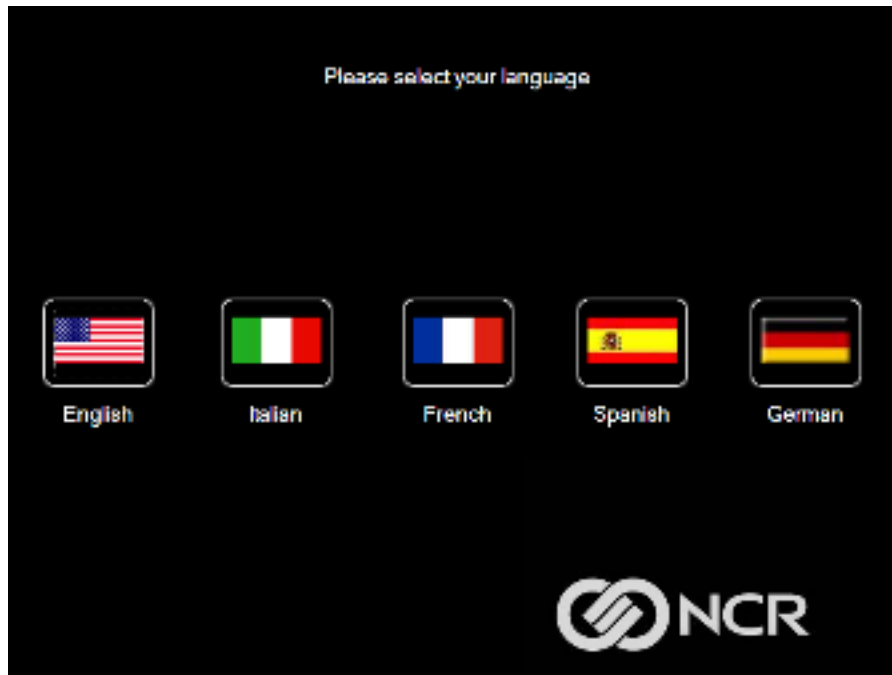 Please select your language
English
Italian
French
Spanish
German
NCR